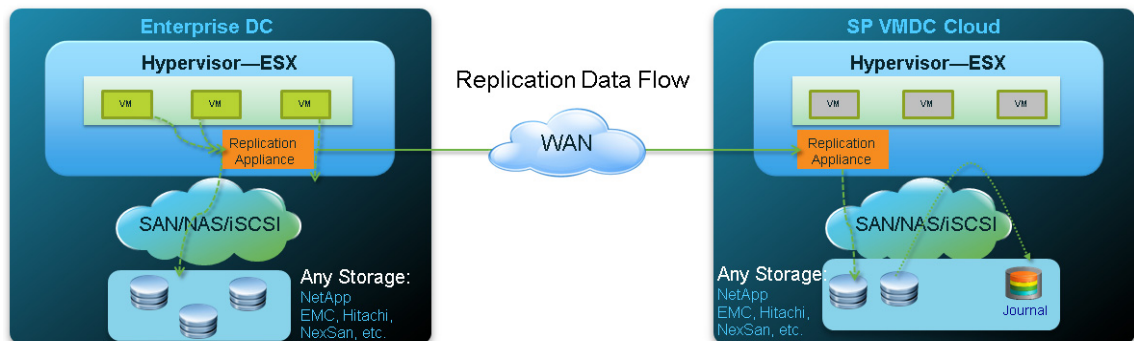 Enterprise DC
Hypervisor—ESX
VM
VM
VM
Replication
Appliance
SAN/NAS/iSCSI
Any Storage:
NetApp
EMC, Hitachi,
NexSan, etc.
Replication Data Flow
WAN
SP VMDC Cloud
Hypervisor—ESX
VM
VM
VM
Replication
Appliance
SAN/NAS/iSCSI
Any Storage:
NetApp
EMC, Hitachi,
NexSan, etc.
Journal